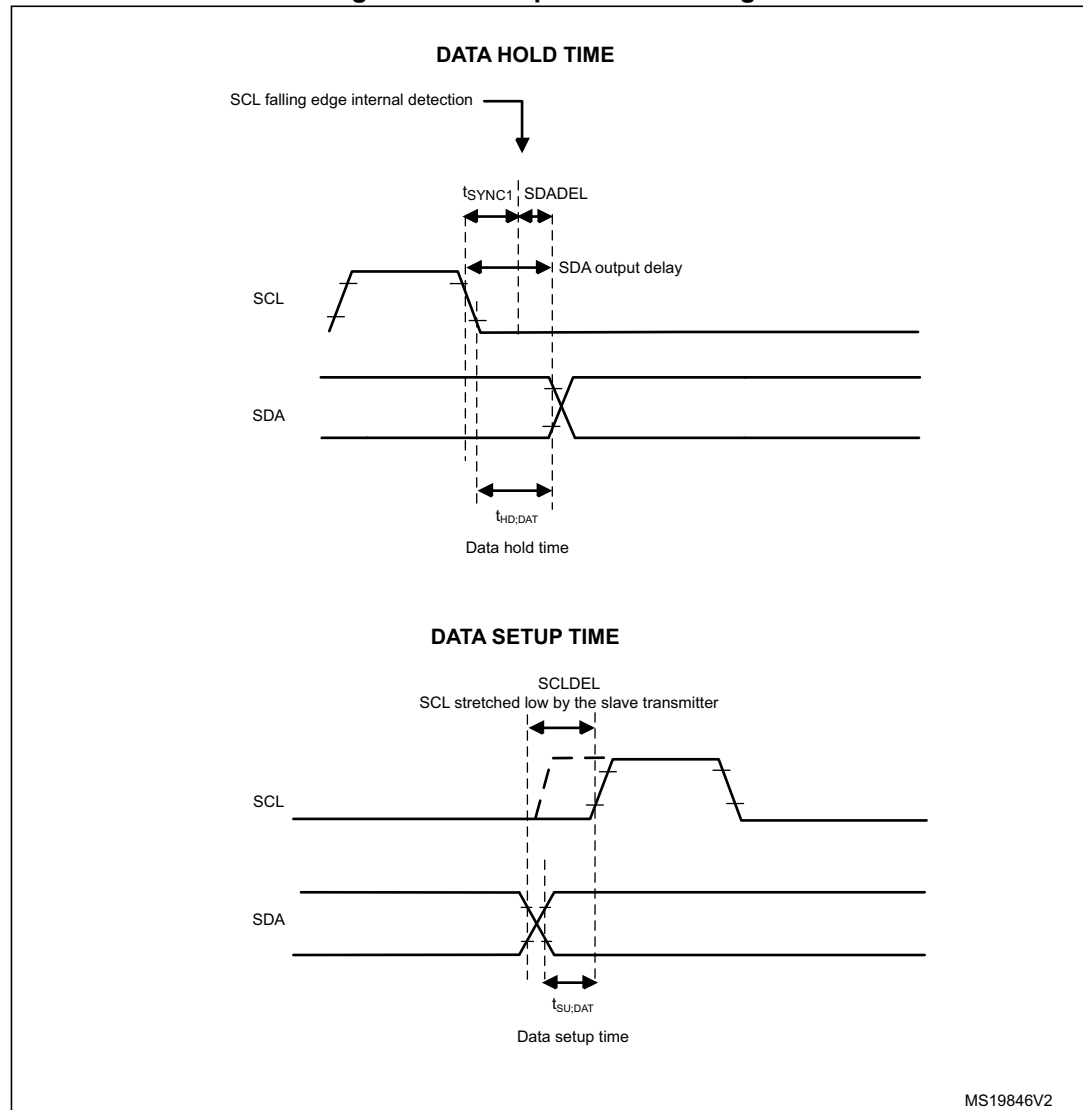 DATA HOLD TIME
SCL falling edge internal detection
tSYNC1 SDADEL
SDA output delay
SCL
SDA
tHD;DAT
Data hold time
DATA SETUP TIME
SCLDEL
SCL stretched low by the slave transmitter
SCL
SDA
tSU;DAT
Data setup time
MS19846V2